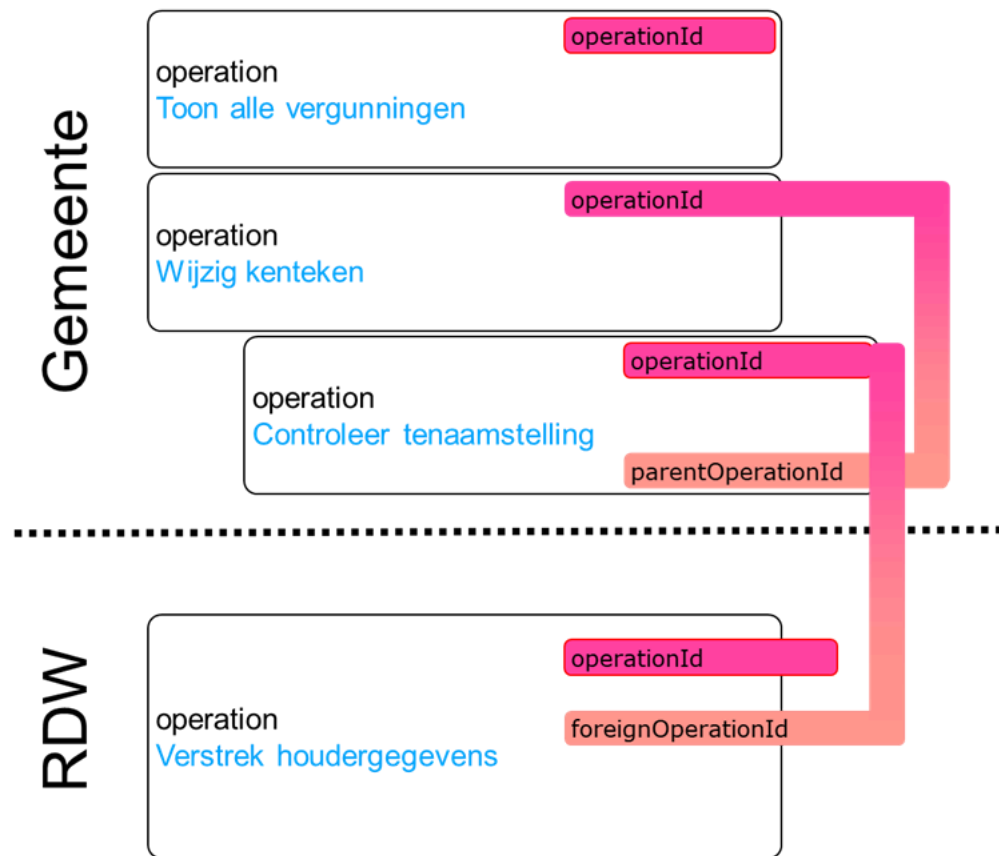 Gemeente
operationId
operation
Toon alle vergunningen
operationId
operation
Wijzig kenteken
operationId
operation
Controleer tenaamstelling
parentOperationId
RDW
operationId
operation
foreignOperationId
Verstrek houdergegevens